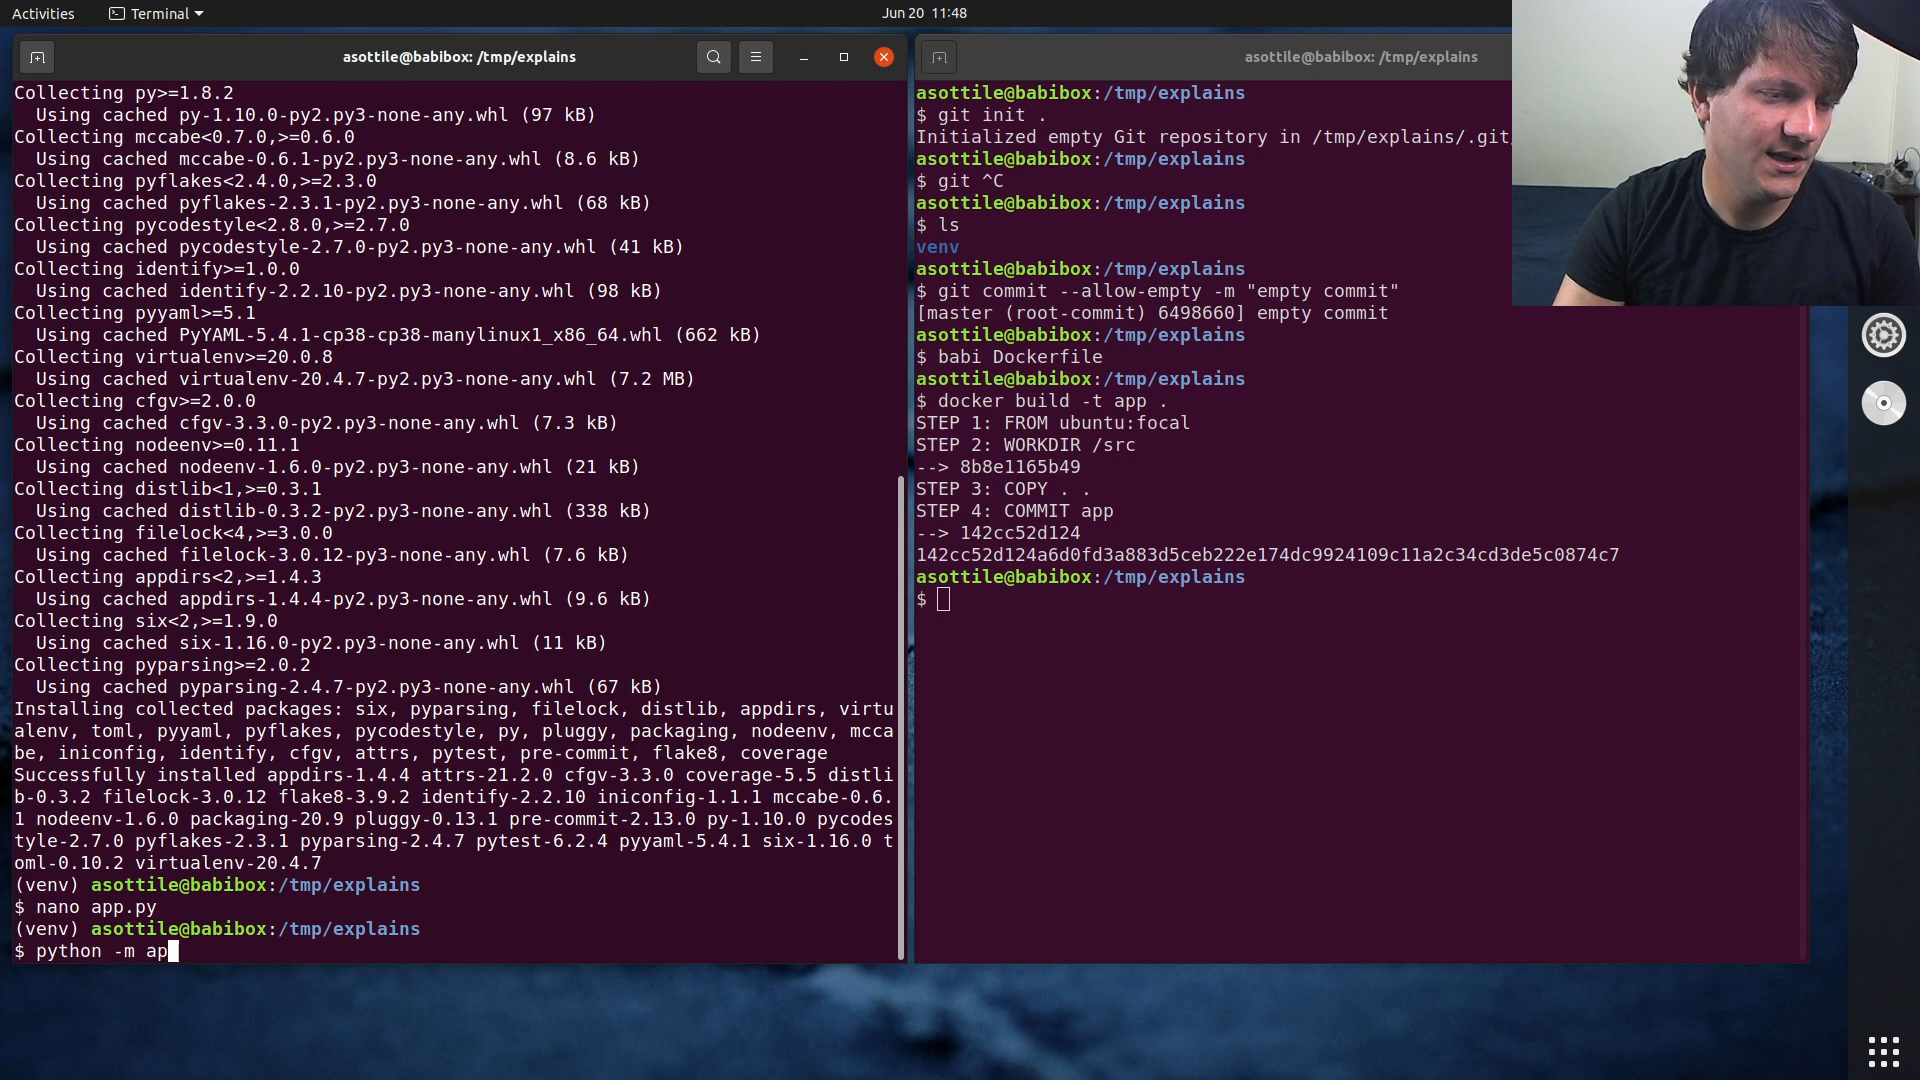 Activities
Terminal
Jun 20 11:48
asottile@babibox: /tmp/explains
Collecting py>=1.8.2
  Using cached py-1.10.0-py2.py3-none-any.whl (97 kB)
Collecting mccabe<0.7.0,>=0.6.0
  Using cached mccabe-0.6.1-py2.py3-none-any.whl (8.6 kB)
Collecting pyflakes<2.4.0,>=2.3.0
  Using cached pyflakes-2.3.1-py2.py3-none-any.whl (68 kB)
Collecting pycodestyle<2.8.0,>=2.7.0
  Using cached pycodestyle-2.7.0-py2.py3-none-any.whl (41 kB)
Collecting identify>=1.0.0
  Using cached identify-2.2.10-py2.py3-none-any.whl (98 kB)
Collecting pyyaml>=5.1
  Using cached PyYAML-5.4.1-cp38-cp38-manylinux1_x86_64.whl (662 kB)
Collecting virtualenv>=20.0.8
  Using cached virtualenv-20.4.7-py2.py3-none-any.whl (7.2 MB)
Collecting cfgv>=2.0.0
  Using cached cfgv-3.3.0-py2.py3-none-any.whl (7.3 kB)
Collecting nodeenv>=0.11.1
  Using cached nodeenv-1.6.0-py2.py3-none-any.whl (21 kB)
Collecting distlib<1,>=0.3.1
  Using cached distlib-0.3.2-py2.py3-none-any.whl (338 kB)
Collecting filelock<4,>=3.0.0
  Using cached filelock-3.0.12-py3-none-any.whl (7.6 kB)
Collecting appdirs<2,>=1.4.3
  Using cached appdirs-1.4.4-py2.py3-none-any.whl (9.6 kB)
Collecting six<2,>=1.9.0
  Using cached six-1.16.0-py2.py3-none-any.whl (11 kB)
Collecting pyparsing>=2.0.2
  Using cached pyparsing-2.4.7-py2.py3-none-any.whl (67 kB)
Installing collected packages: six, pyparsing, filelock, distlib, appdirs, virtu
alenv, toml, pyyaml, pyflakes, pycodestyle, py, pluggy, packaging, nodeenv, mcca
be, iniconfig, identify, cfgv, attrs, pytest, pre-commit, flake8, coverage
Successfully installed appdirs-1.4.4 attrs-21.2.0 cfgv-3.3.0 coverage-5.5 distli
b-0.3.2 filelock-3.0.12 flake8-3.9.2 identify-2.2.10 iniconfig-1.1.1 mccabe-0.6.
1 nodeenv-1.6.0 packaging-20.9 pluggy-0.13.1 pre-commit-2.13.0 py-1.10.0 pycodes
tyle-2.7.0 pyflakes-2.3.1 pyparsing-2.4.7 pytest-6.2.4 pyyaml-5.4.1 six-1.16.0 t
oml-0.10.2 virtualenv-20.4.7
(venv) asottile@babibox:/tmp/explains
$ nano app.py
(venv) asottile@babibox:/tmp/explains
$ python -m ap
asottile@babibox: /tmp/explains
asottile@babibox:/tmp/explains
$ git init .
Initialized empty Git repository in /tmp/explains/.git
asottile@babibox:/tmp/explains
$ git ^C
asottile@babibox:/tmp/explains
$ ls
venv
asottile@babibox:/tmp/explains
$ git commit --allow-empty -m "empty commit"
[master (root-commit) 6498660] empty commit
asottile@babibox:/tmp/explains
$ babi Dockerfile
asottile@babibox:/tmp/explains
$ docker build -t app .
STEP 1: FROM ubuntu:focal
STEP 2: WORKDIR /src
--> 8b8e1165b49
STEP 3: COPY . .
STEP 4: COMMIT app
--> 142cc52d124
142cc52d124a6d0fd3a883d5ceb222e174dc9924109c11a2c34cd3de5c0874c7
asottile@babibox:/tmp/explains
$